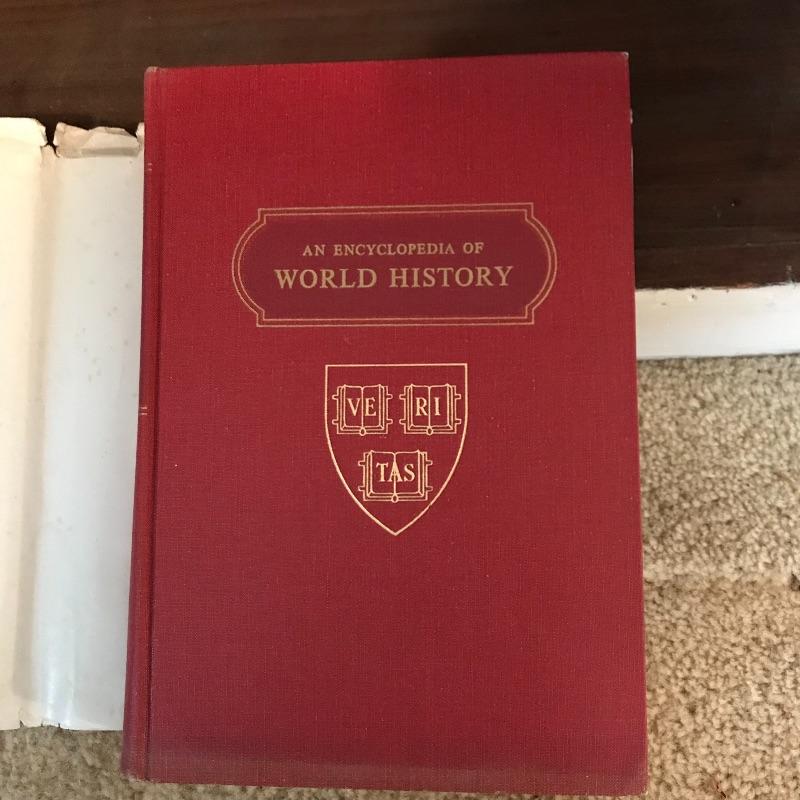 AN ENCYCLOPEDIA OF
WORLD HISTORY
VE RI
TAS